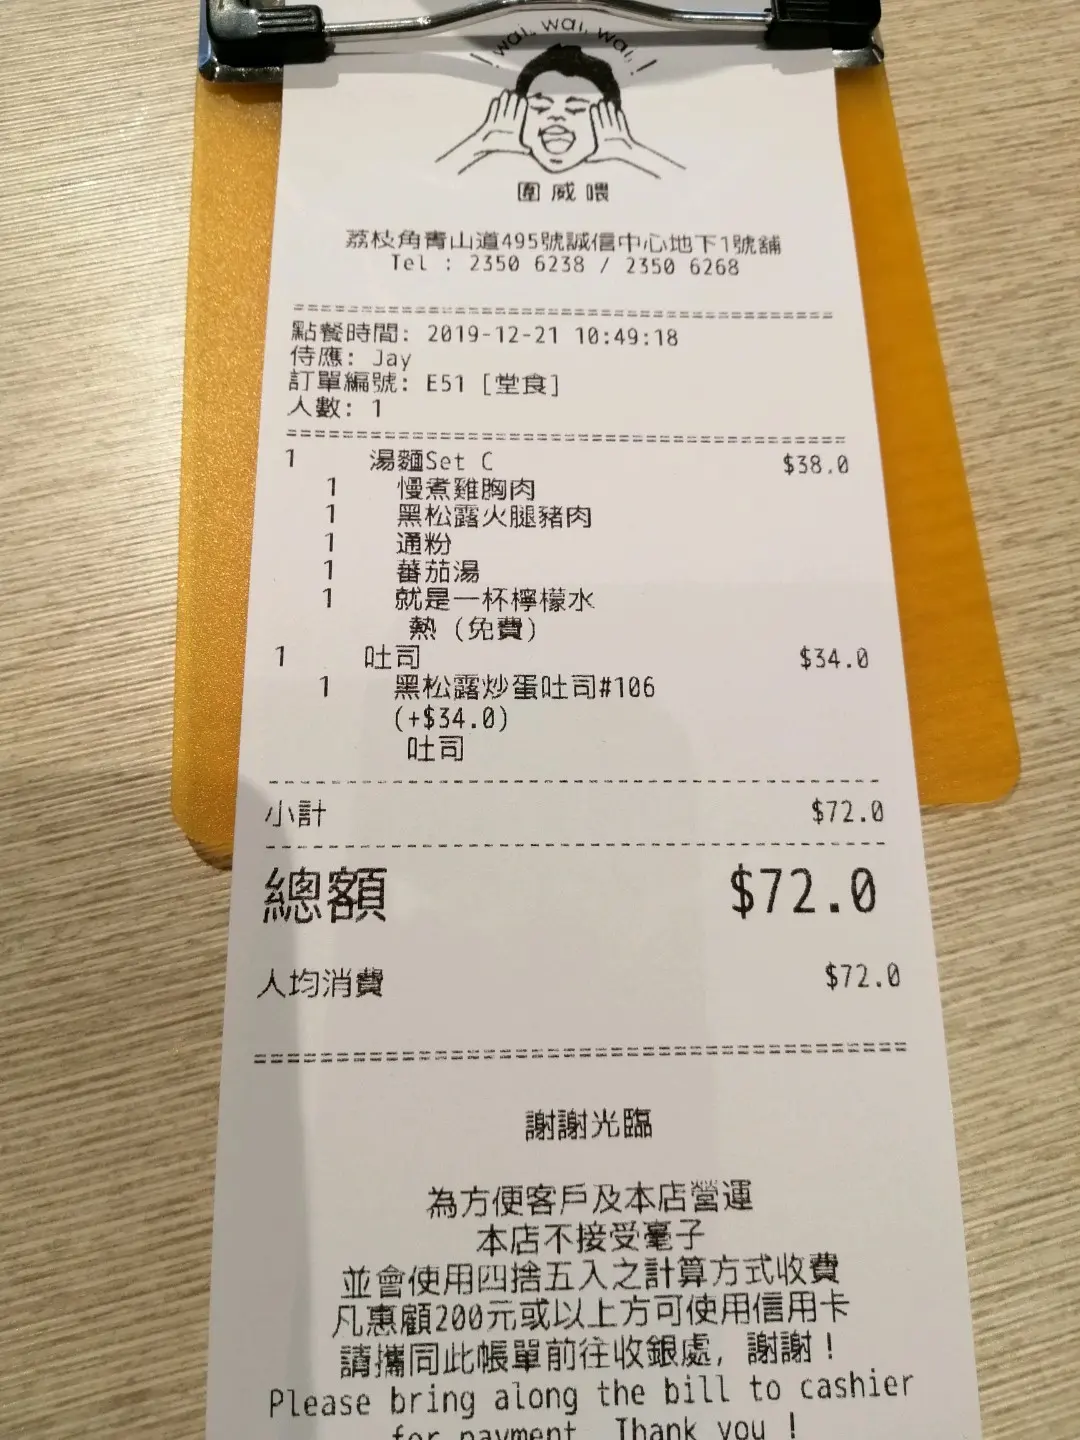 ! wai. wai. wai. !
圍威喂
荔枝角青山道495號誠信中心地下1號舖
Tel : 2350 6238 / 2350 6268
點餐時間: 2019-12-21 10:49:18
侍應: Jay
訂單編號: E51 [堂食]
人數: 1
1 湯麵Set C $38.0
1 慢煮雞胸肉
1 黑松露火腿豬肉
1 通粉
1 蕃茄湯
1 就是一杯檸檬水
熱 (免費)
1 吐司 $34.0
1 黑松露炒蛋吐司#106
(+$34.0)
吐司
小計 $72.0
總額 $72.0
人均消費 $72.0
謝謝光臨
為方便客戶及本店營運
本店不接受毫子
並會使用四捨五入之計算方式收費
凡惠顧200元或以上方可使用信用卡
請攜同此帳單前往收銀處, 謝謝!
Please bring along the bill to cashier
for payment. Thank you !